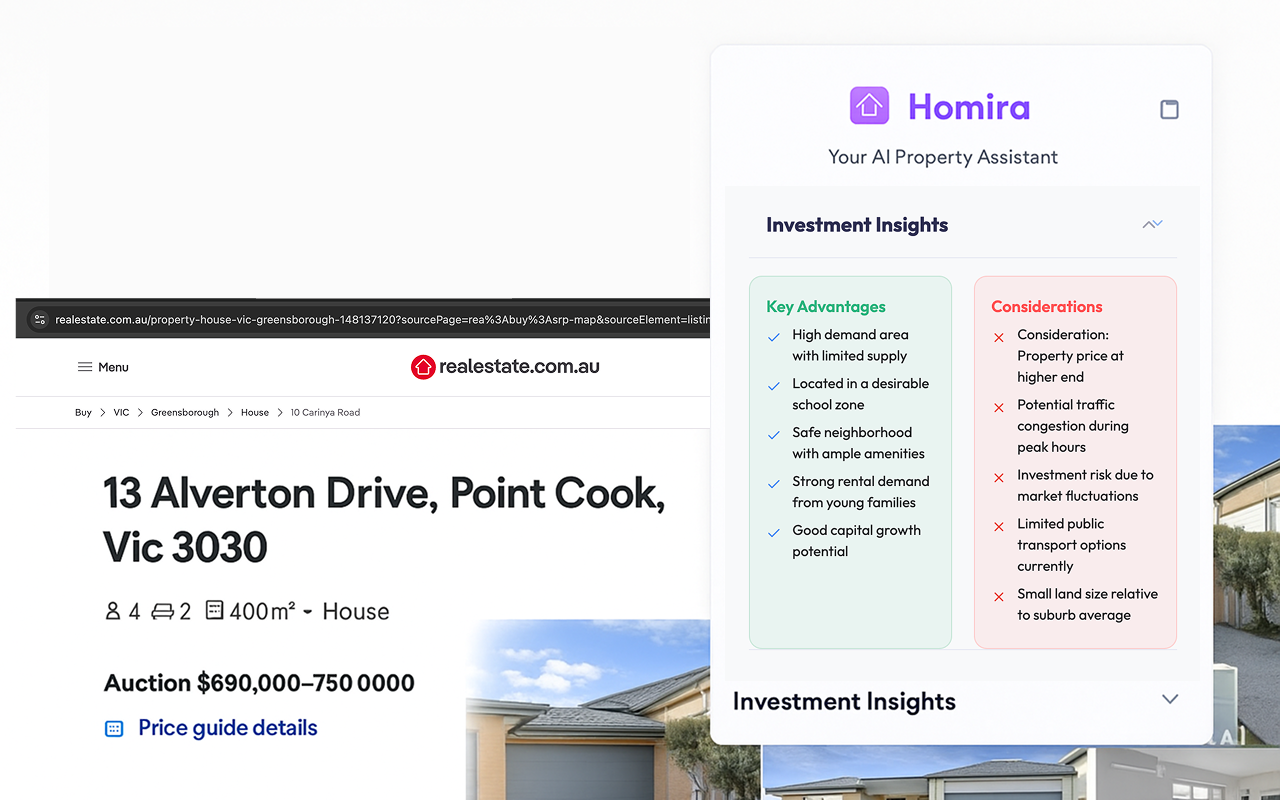 Homira
Your AI Property Assistant
Investment Insights
Key Advantages
High demand area
with limited supply
Located in a desirable
school zone
Safe neighborhood
with ample amenities
Strong rental demand
from young families
Good capital growth
potential
Considerations
Consideration:
Property price at
higher end
Potential traffic
congestion during
peak hours
Investment risk due to
market fluctuations
Limited public
transport options
currently
Small land size relative
to suburb average
Investment Insights
realestate.com.au/property-house-vic-greensborough-148137120?sourcePage=rea%3Abuy%3Asrp-map&sourceElement=listin
Menu
realestate.com.au
Buy > VIC > Greensborough > House > 10 Carinya Road
13 Alverton Drive, Point Cook,
Vic 3030
4 2 400 m² - House
Auction $690,000–750 0000
Price guide details